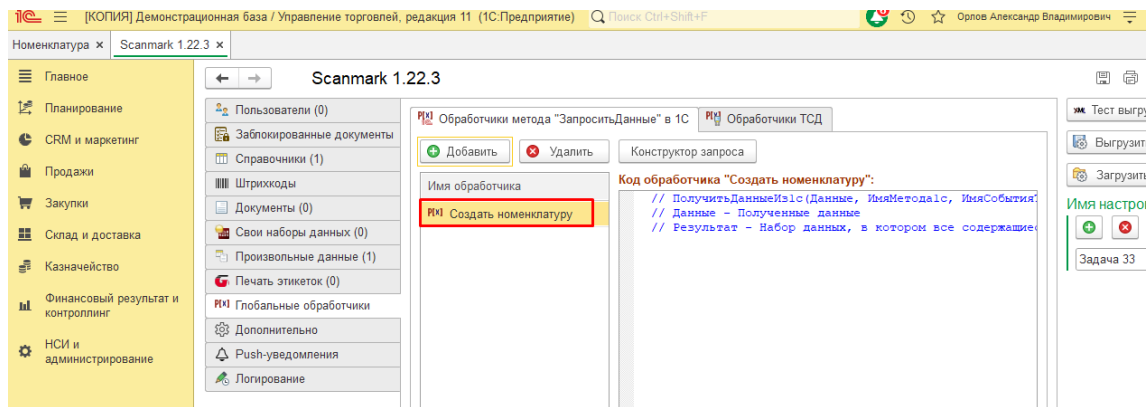 1С [КОПИЯ] Демонстрационная база / Управление торговлей, редакция 11 (1С:Предприятие) Поиск Ctrl+Shift+F Орлов Александр Владимирович
Номенклатура × Scanmark 1.22.3 ×
Главное
Планирование
CRM и маркетинг
Продажи
Закупки
Склад и доставка
Казначейство
Финансовый результат и
контроллинг
НСИ и
администрирование
Scanmark 1.22.3
Пользователи (0)
Заблокированные документы
Справочники (1)
Штрихкоды
Документы (0)
Свои наборы данных (0)
Произвольные данные (1)
Печать этикеток (0)
Глобальные обработчики
Дополнительно
Push-уведомления
Логирование
Обработчики метода "ЗапроситьДанные" в 1С Обработчики ТСД
Добавить Удалить Конструктор запроса
Имя обработчика
Создать номенклатуру
Код обработчика "Создать номенклатуру":
// ПолучитьДанныеИз1с(Данные, ИмяМетода1с, ИмяСобытия
// Данные - Полученные данные
// Результат - Набор данных, в котором все содержащиес
Тест выгру
Выгрузит
Загрузить
Имя настро
Задача 33